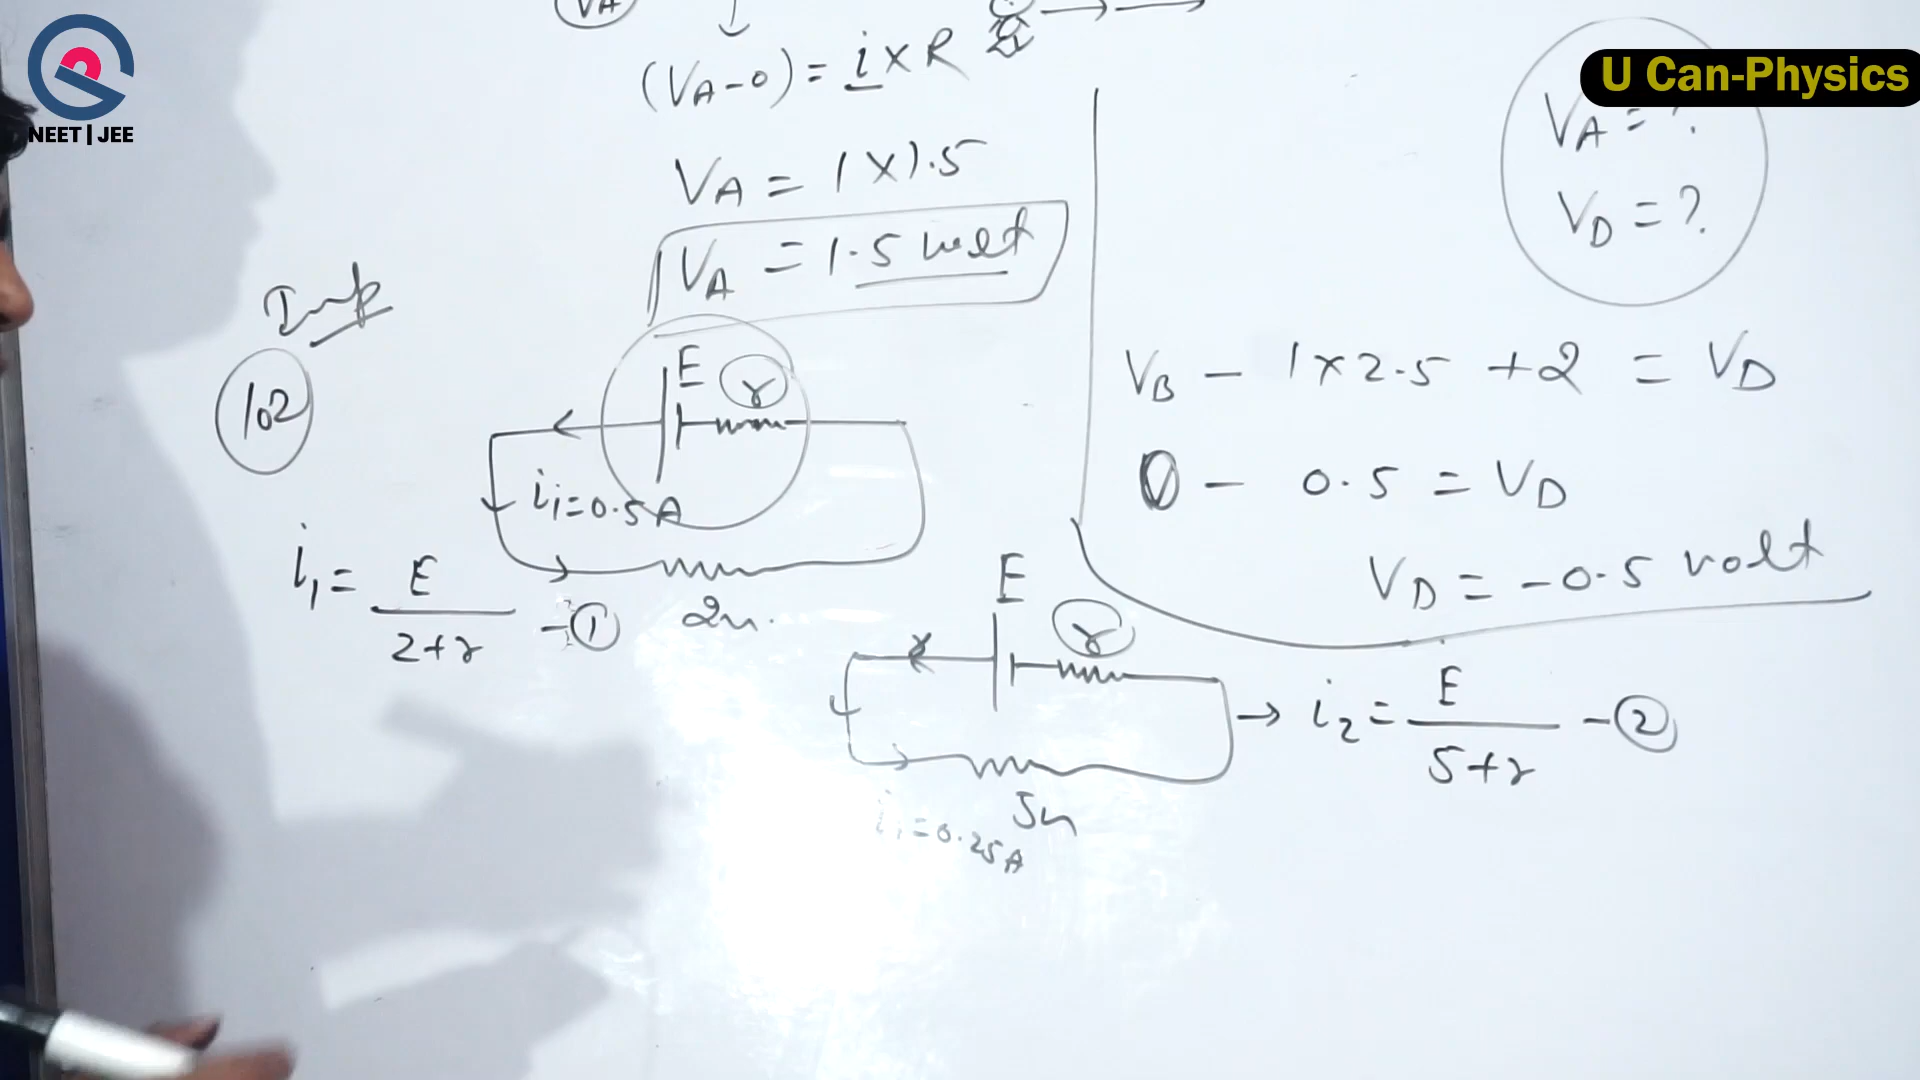 VA
(VA-0) = i × R
VA = 1 × 1.5
VA = 1.5 volt
U Can-Physics
NEET | JEE
VA = ?
VD = ?
VB - 1×2.5 +2 = VD
0 - 0.5 = VD
VD = -0.5 volt
Imp
102
E r
i1=0.5A
2Ω
i1 = E/2+r -①
E r
5Ω
i1=0.25A
→ i2 = E/5+r -②